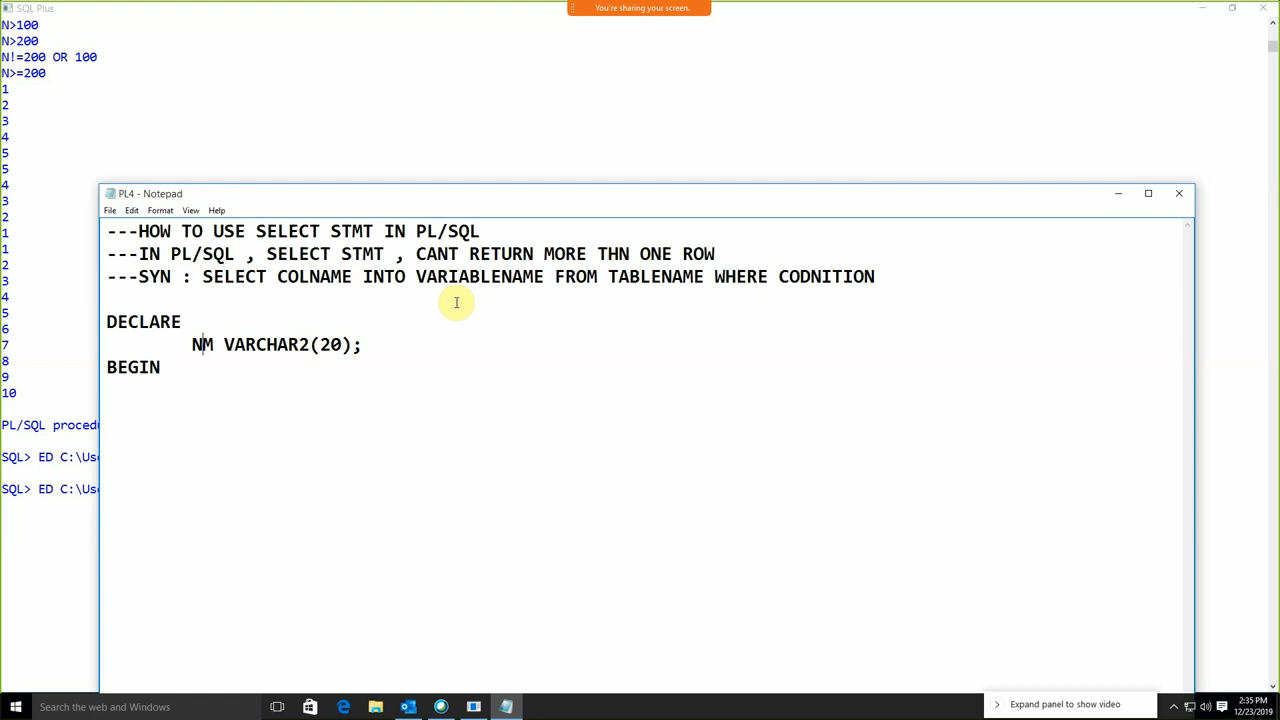 SQL Plus
You're sharing your screen.
N>100
N>200
N!=200 OR 100
N>=200
1
2
3
4
5
5
4
3
2
1
1
2
3
4
5
6
7
8
9
10
PL/SQL proced
SQL> ED C:\Us
SQL> ED C:\Us
PL4 - Notepad
File Edit Format View Help
---HOW TO USE SELECT STMT IN PL/SQL
---IN PL/SQL , SELECT STMT , CANT RETURN MORE THN ONE ROW
---SYN : SELECT COLNAME INTO VARIABLENAME FROM TABLENAME WHERE CODNITION
DECLARE
NM VARCHAR2(20);
BEGIN
Search the web and Windows
Expand panel to show video
2:35 PM
12/23/2019